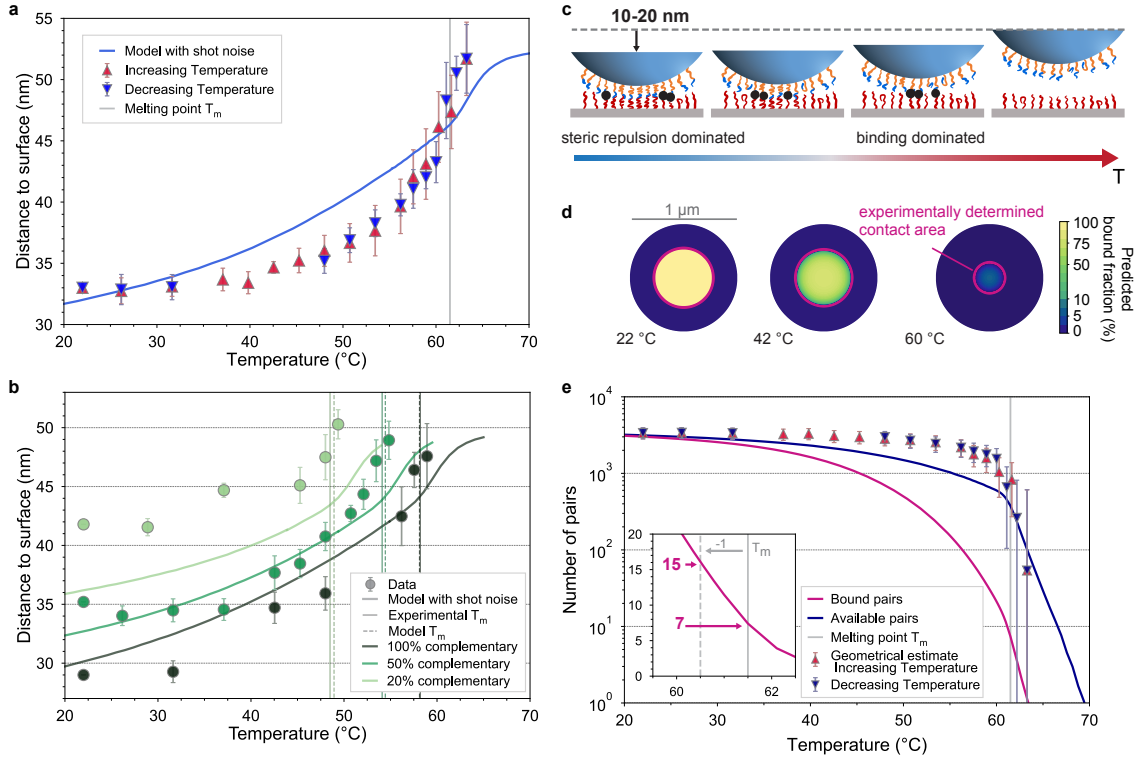 a
55
50
45
40
35
30
Distance to surface (nm)
Model with shot noise
Increasing Temperature
Decreasing Temperature
Melting point Tm
20 30 40 50 60 70
Temperature (°C)
b
50
45
40
35
30
Distance to surface (nm)
Data
Model with shot noise
Experimental Tm
Model Tm
100% complementary
50% complementary
20% complementary
20 30 40 50 60 70
Temperature (°C)
c
10-20 nm
steric repulsion dominated
binding dominated
T
d
1 µm
experimentally determined
contact area
22 °C
42 °C
60 °C
100
75
50
10
5
0
Predicted
bound fraction (%)
e
10^4
10^3
10^2
10^1
10^0
Number of pairs
20
15
10
5
0
-1
Tm
15
7
60 62
Bound pairs
Available pairs
Melting point Tm
Geometrical estimate
Increasing Temperature
Decreasing Temperature
20 30 40 50 60 70
Temperature (°C)